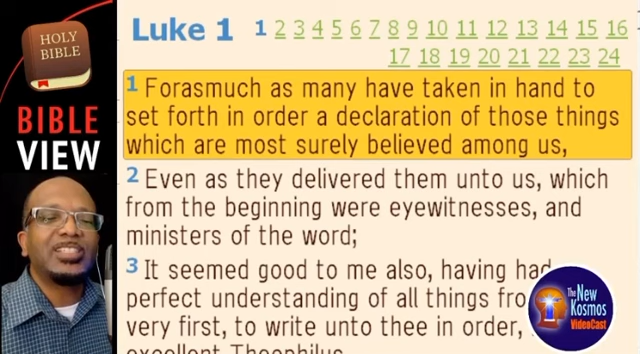 HOLY
BIBLE
BIBLE
VIEW
Luke 1 1 2 3 4 5 6 7 8 9 10 11 12 13 14 15 16
17 18 19 20 21 22 23 24
1 Forasmuch as many have taken in hand to
set forth in order a declaration of those things
which are most surely believed among us,
2 Even as they delivered them unto us, which
from the beginning were eyewitnesses, and
ministers of the word;
3 It seemed good to me also, having had
perfect understanding of all things
very first, to write unto thee in order,
excellent Theophilus
The New
Kosmos
VideoCast